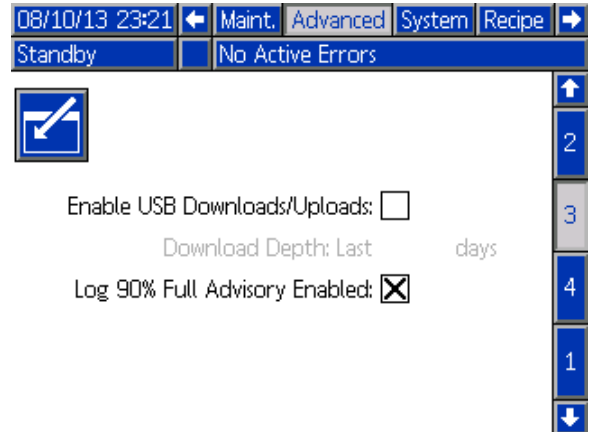 08/10/13 23:21 Maint. Advanced System Recipe
Standby No Active Errors
2
Enable USB Downloads/Uploads:
3
Download Depth: Last days
Log 90% Full Advisory Enabled:
4
1